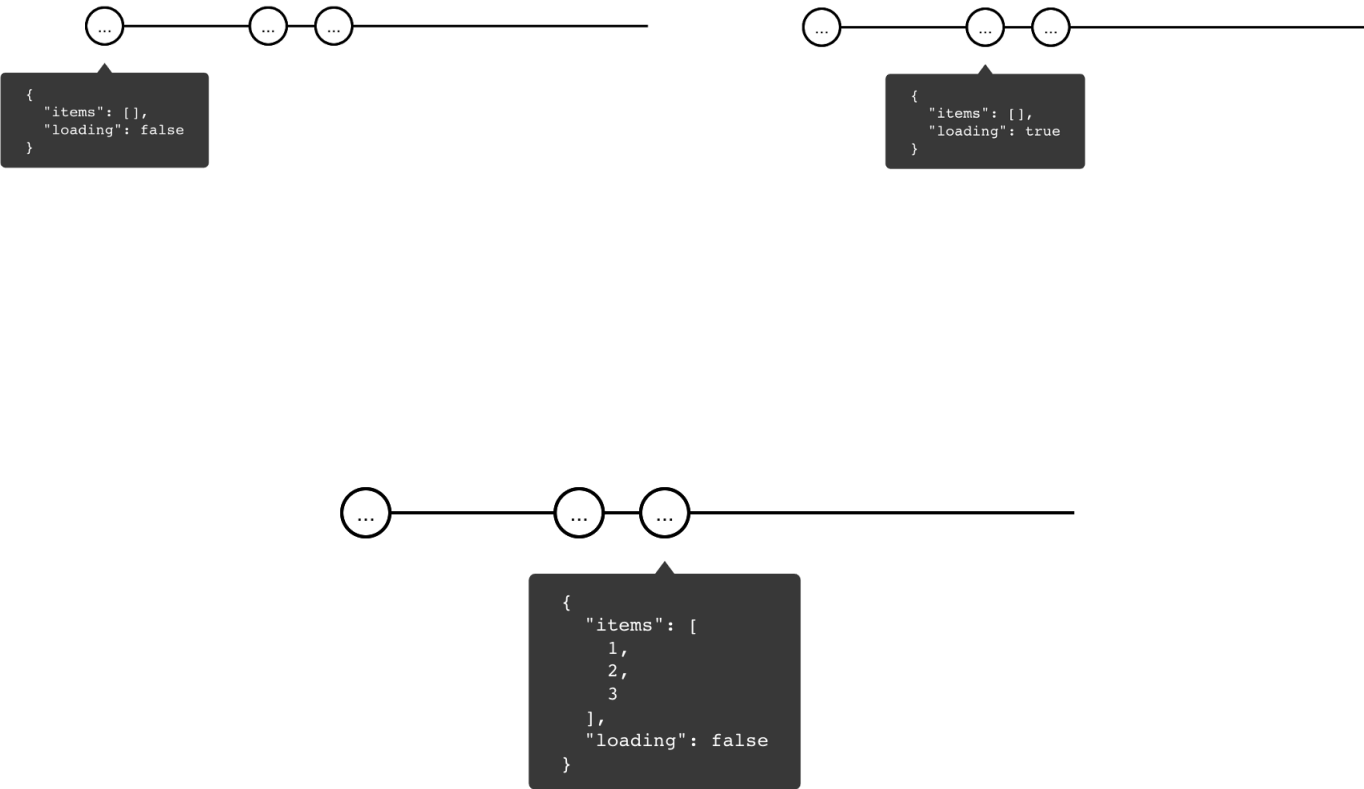 ... ... ...
{
  "items": [],
  "loading": false
}
... ... ...
{
  "items": [],
  "loading": true
}
... ... ...
{
  "items": [
    1,
    2,
    3
  ],
  "loading": false
}